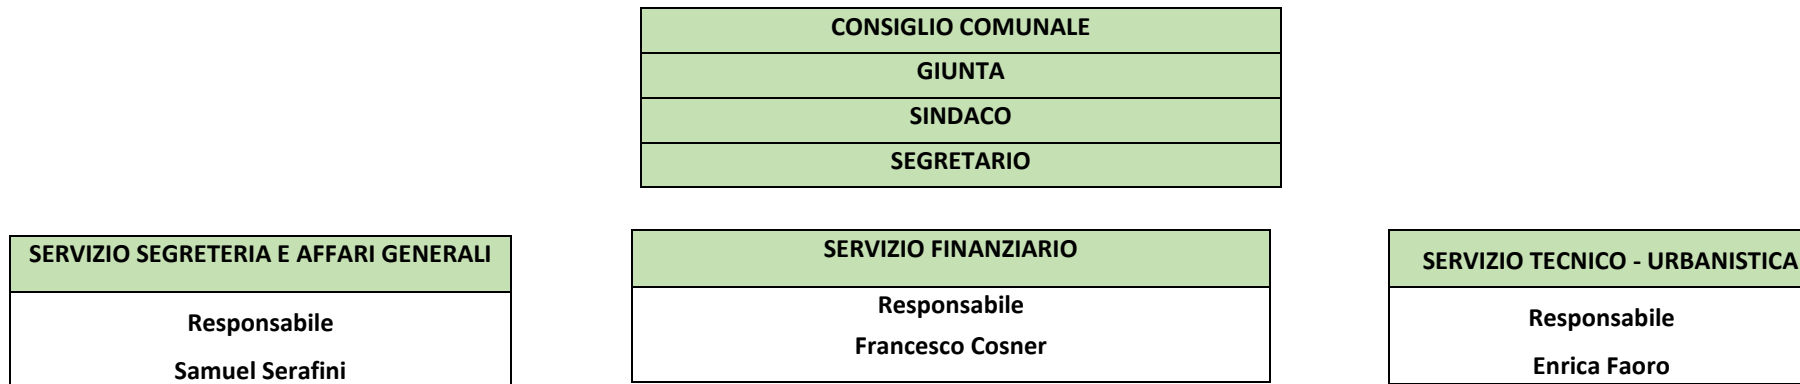 CONSIGLIO COMUNALE
GIUNTA
SINDACO
SEGRETARIO
SERVIZIO SEGRETERIA E AFFARI GENERALI
Responsabile
Samuel Serafini
SERVIZIO FINANZIARIO
Responsabile
Francesco Cosner
SERVIZIO TECNICO - URBANISTICA
Responsabile
Enrica Faoro